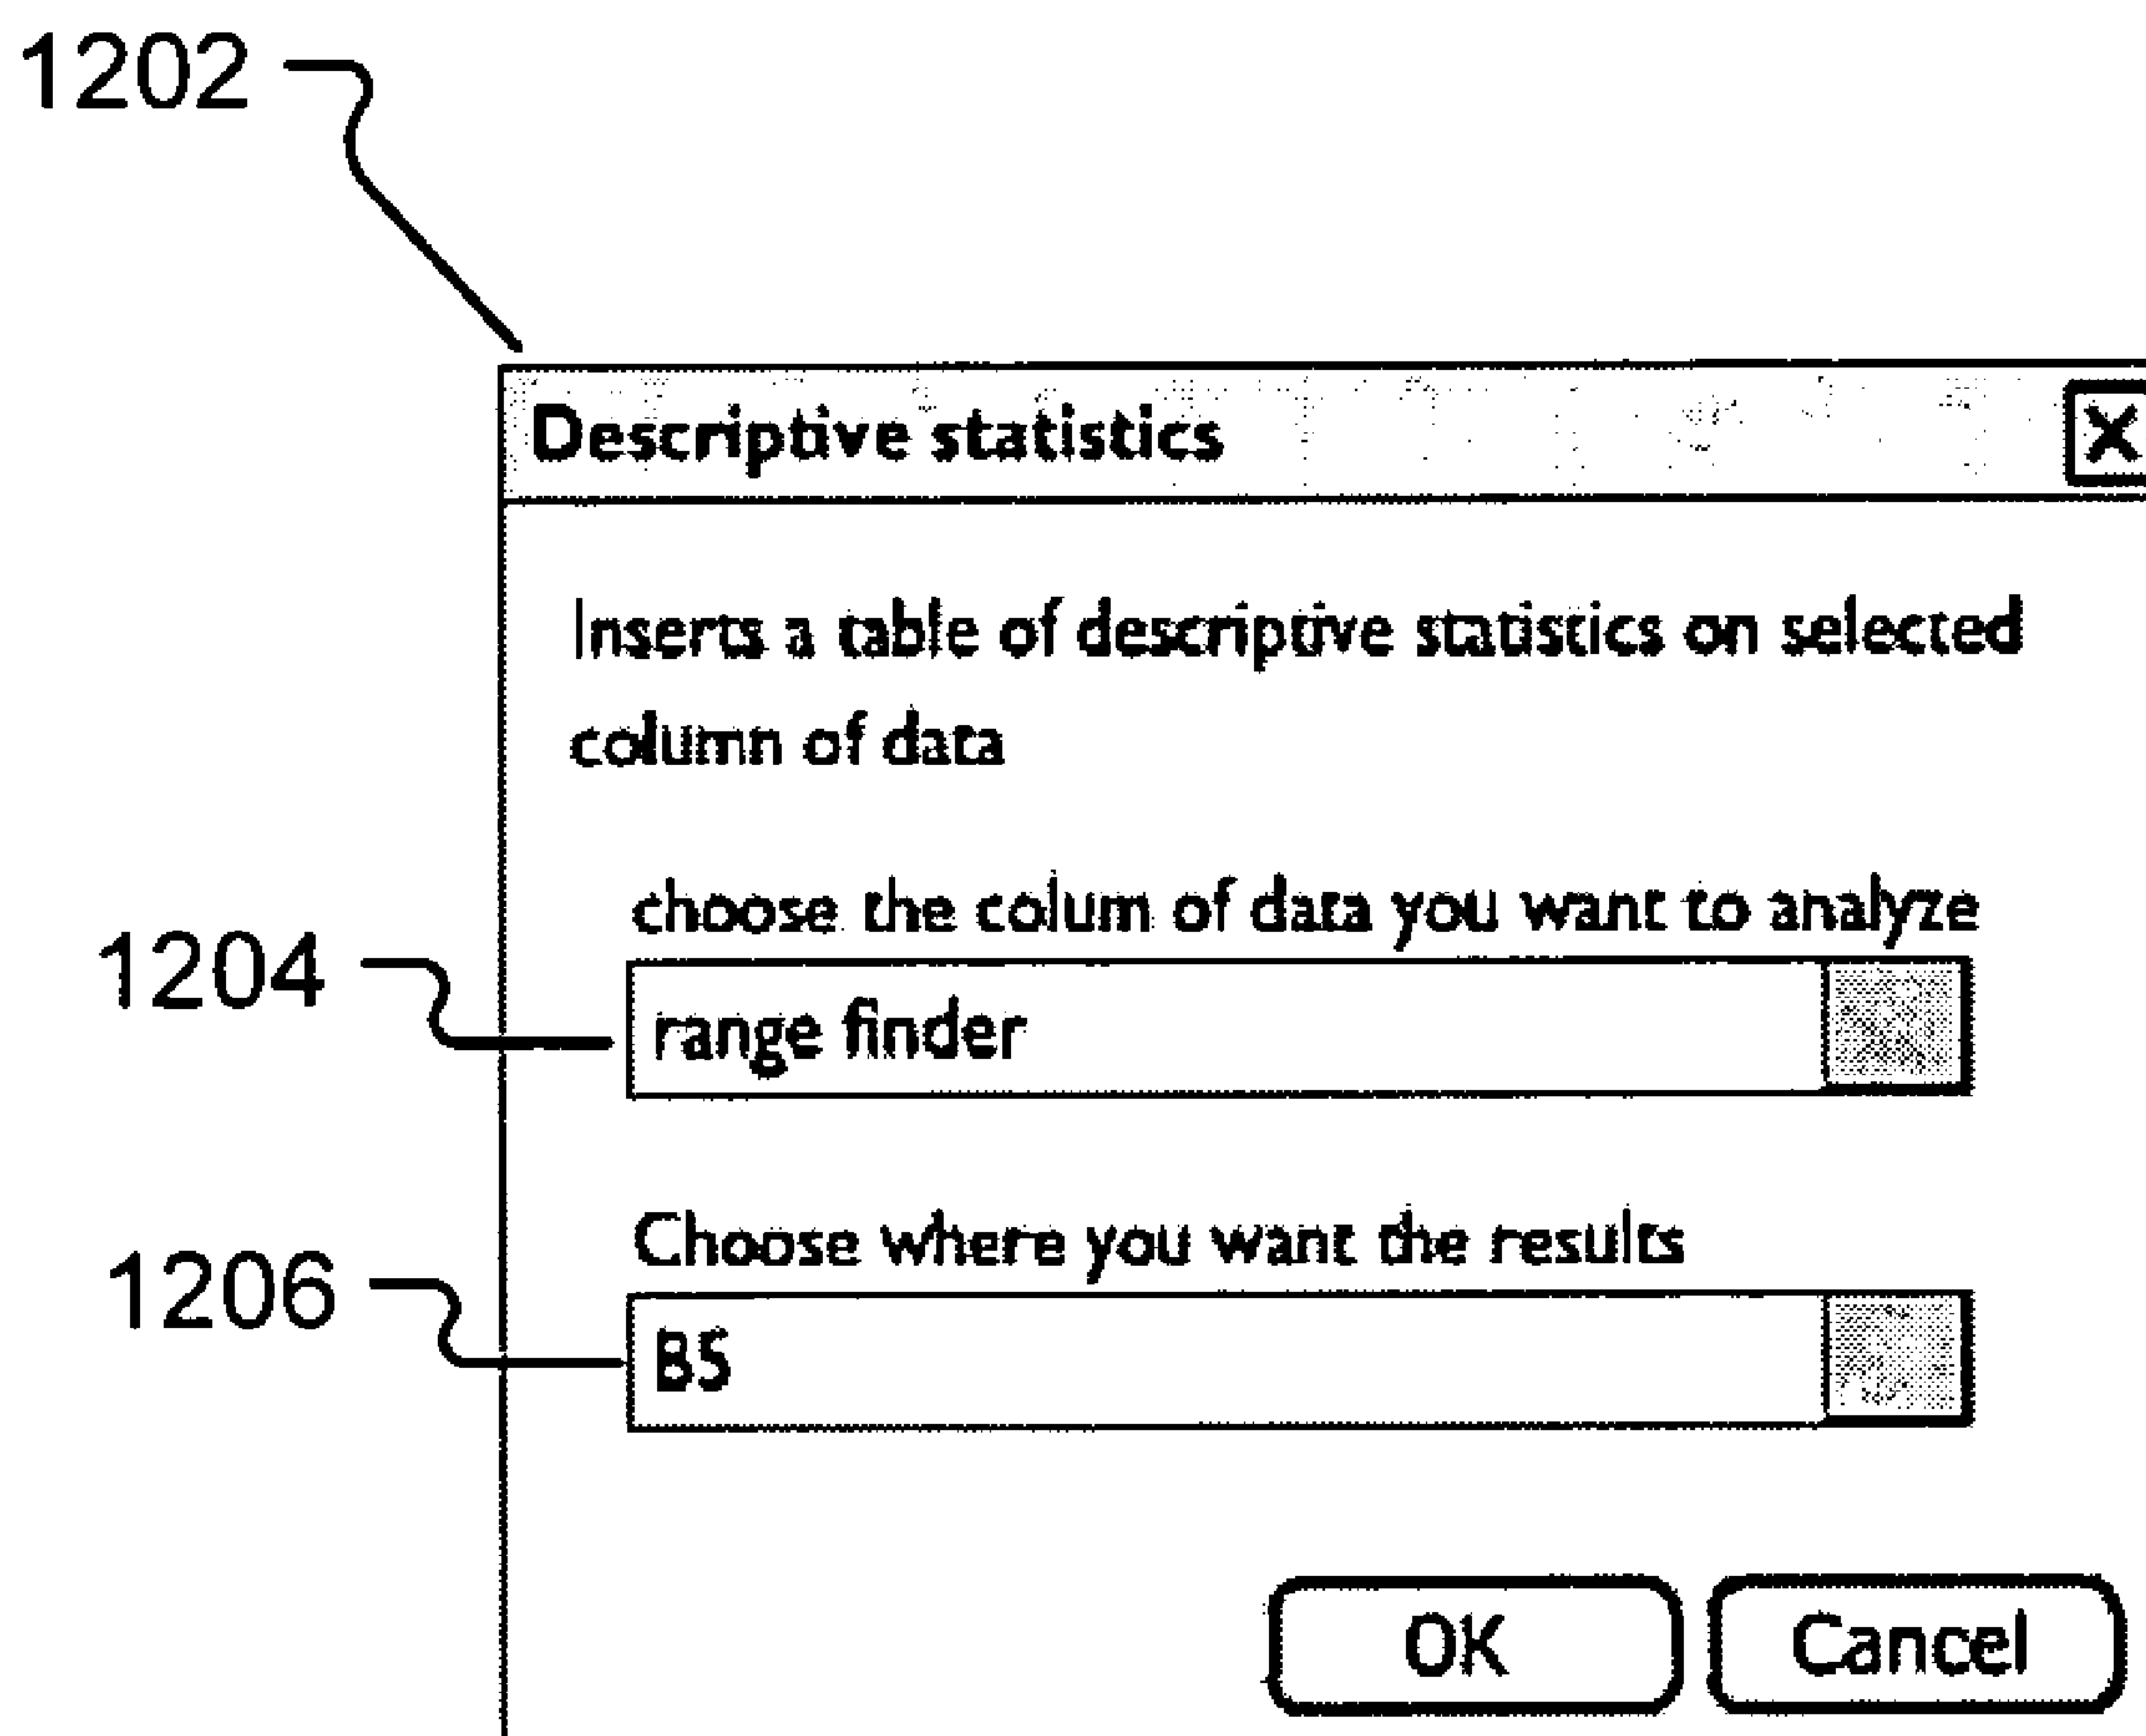 1202
Descriptive statistics
X
Inserts a table of descriptive statistics on selected
column of data
choose the colum of data you want to analyze
1204
range finder
Choose where you want the results
1206
B5
OK
Cancel